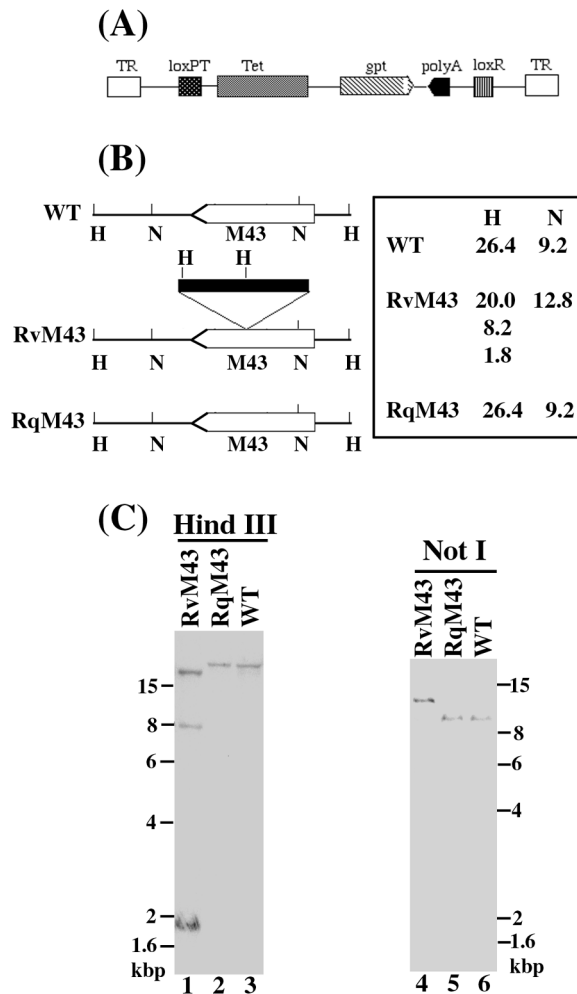 (A)
TR loxPT Tet gpt polyA loxR TR
(B)
WT
H N M43 N H
H H
RvM43
H N M43 N H
RqM43
H N M43 N H
H N
WT 26.4 9.2
RvM43 20.0 12.8
8.2
1.8
RqM43 26.4 9.2
(C)
Hind III
RvM43 RqM43 WT
15
8
6
4
2
1.6
kbp
1 2 3
Not I
RvM43 RqM43 WT
15
8
6
4
2
1.6
kbp
4 5 6